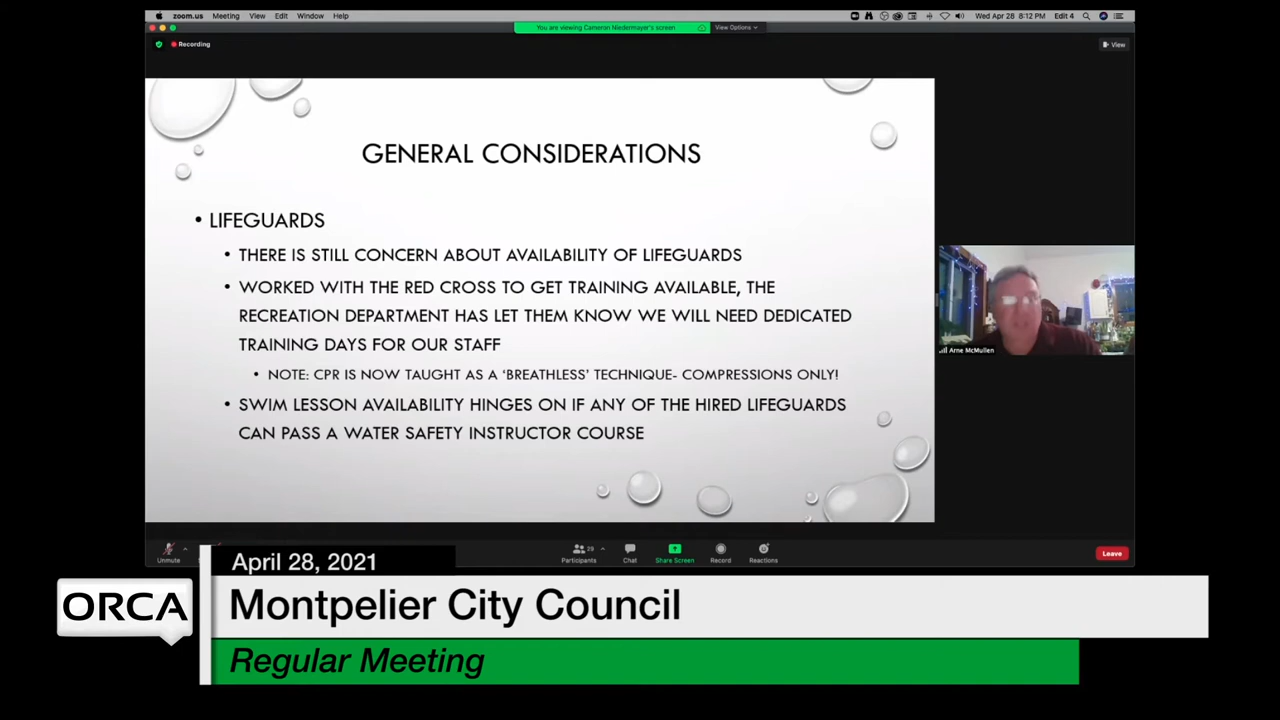 zoom.us Meeting View Edit Window Help
Wed Apr 28 8:12 PM Edit 4
You are viewing Cameron Niedermayer's screen
View Options
Recording
View
GENERAL CONSIDERATIONS
• LIFEGUARDS
• THERE IS STILL CONCERN ABOUT AVAILABILITY OF LIFEGUARDS
• WORKED WITH THE RED CROSS TO GET TRAINING AVAILABLE, THE
RECREATION DEPARTMENT HAS LET THEM KNOW WE WILL NEED DEDICATED
TRAINING DAYS FOR OUR STAFF
• NOTE: CPR IS NOW TAUGHT AS A ‘BREATHLESS’ TECHNIQUE- COMPRESSIONS ONLY!
• SWIM LESSON AVAILABILITY HINGES ON IF ANY OF THE HIRED LIFEGUARDS
CAN PASS A WATER SAFETY INSTRUCTOR COURSE
Arne McMullen
Unmute
29
Participants
Chat
Share Screen
Record
Reactions
Leave
April 28, 2021
ORCA
Montpelier City Council
Regular Meeting